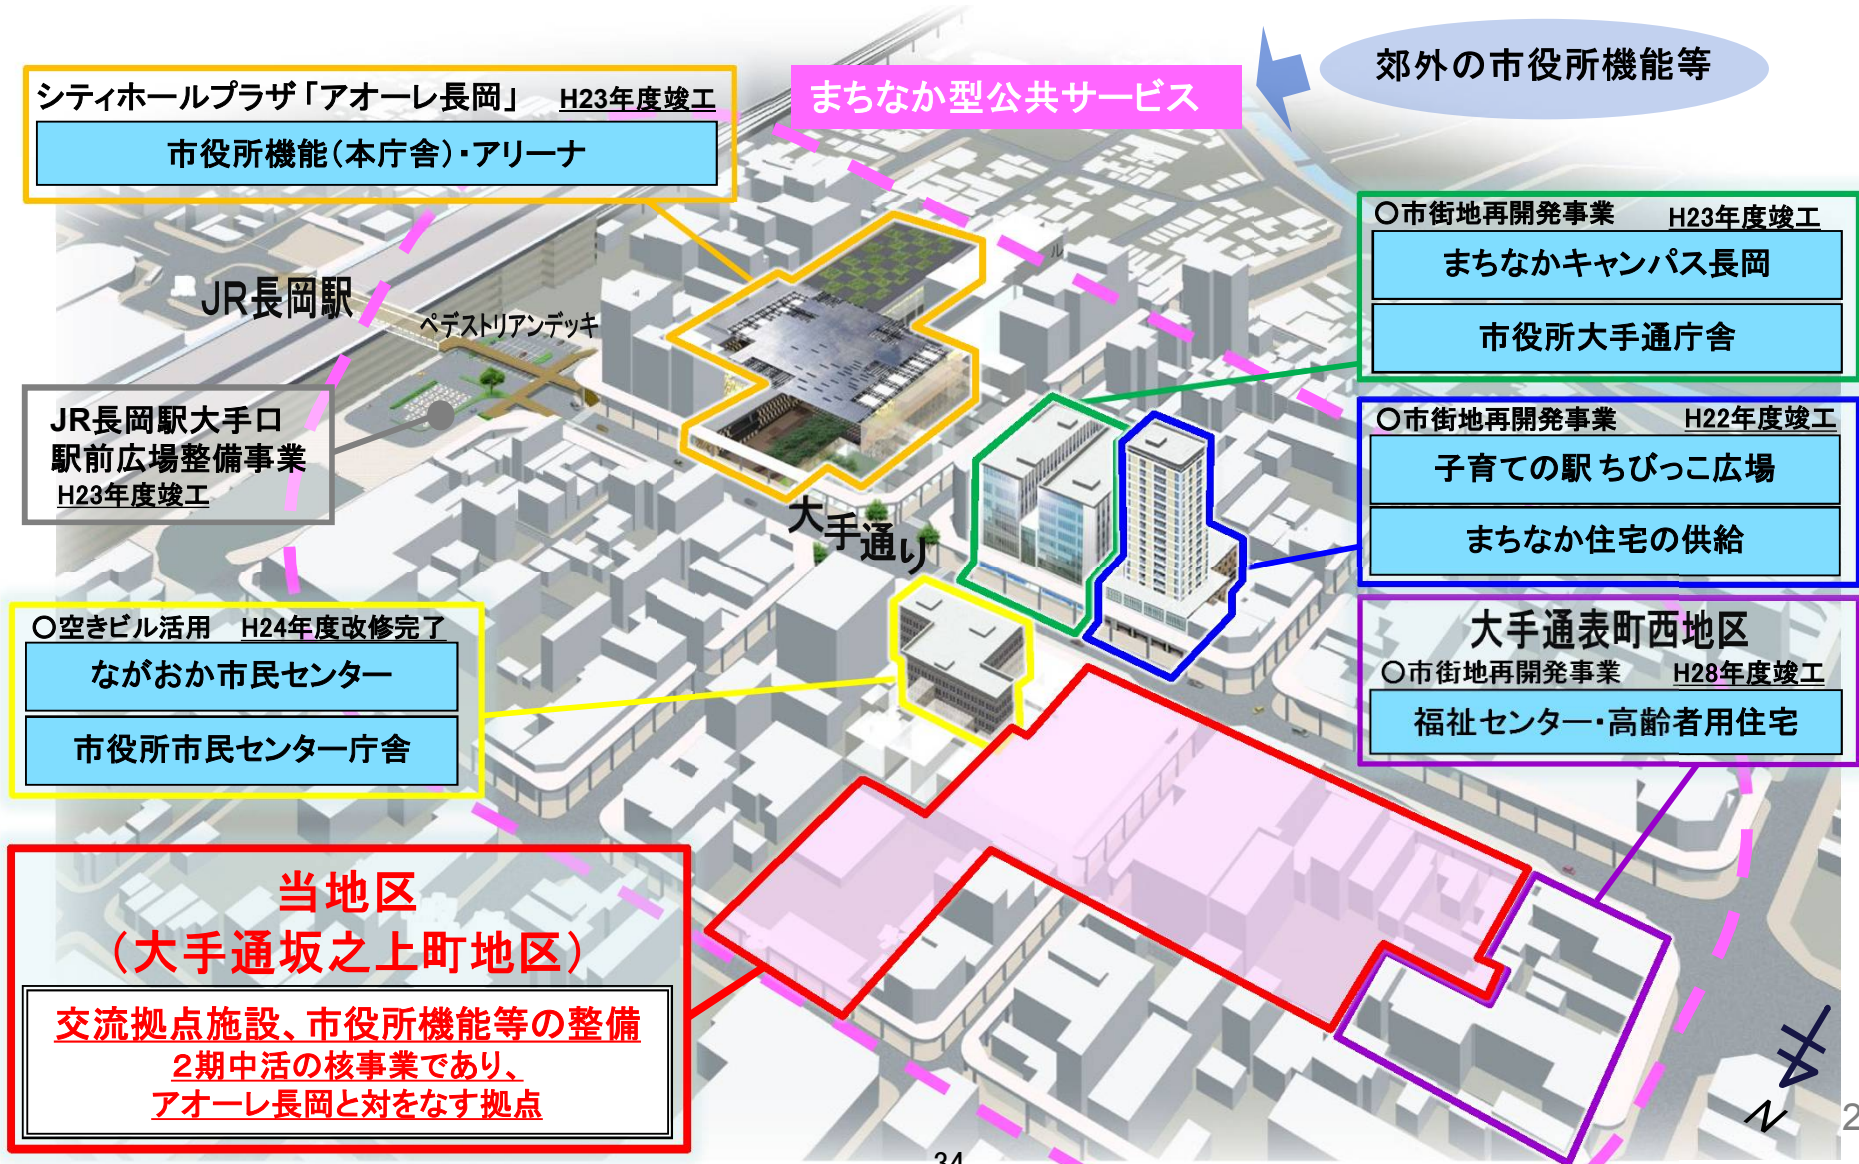 郊外の市役所機能等
まちなか型公共サービス
シティホールプラザ「アオーレ長岡」 H23年度竣工
市役所機能(本庁舎)・アリーナ
〇市街地再開発事業 H23年度竣工
まちなかキャンパス長岡
市役所大手通庁舎
JR長岡駅
ペデストリアンデッキ
ル
JR長岡駅大手口
駅前広場整備事業
H23年度竣工
〇市街地再開発事業 H22年度竣工
子育ての駅 ちびっこ広場
まちなか住宅の供給
大手通り
〇空きビル活用 H24年度改修完了
ながおか市民センター
市役所市民センター庁舎
大手通表町西地区
〇市街地再開発事業 H28年度竣工
福祉センター・高齢者用住宅
当地区
(大手通坂之上町地区)
交流拠点施設、市役所機能等の整備
2期中活の核事業であり、
アオーレ長岡と対をなす拠点
N
2
34